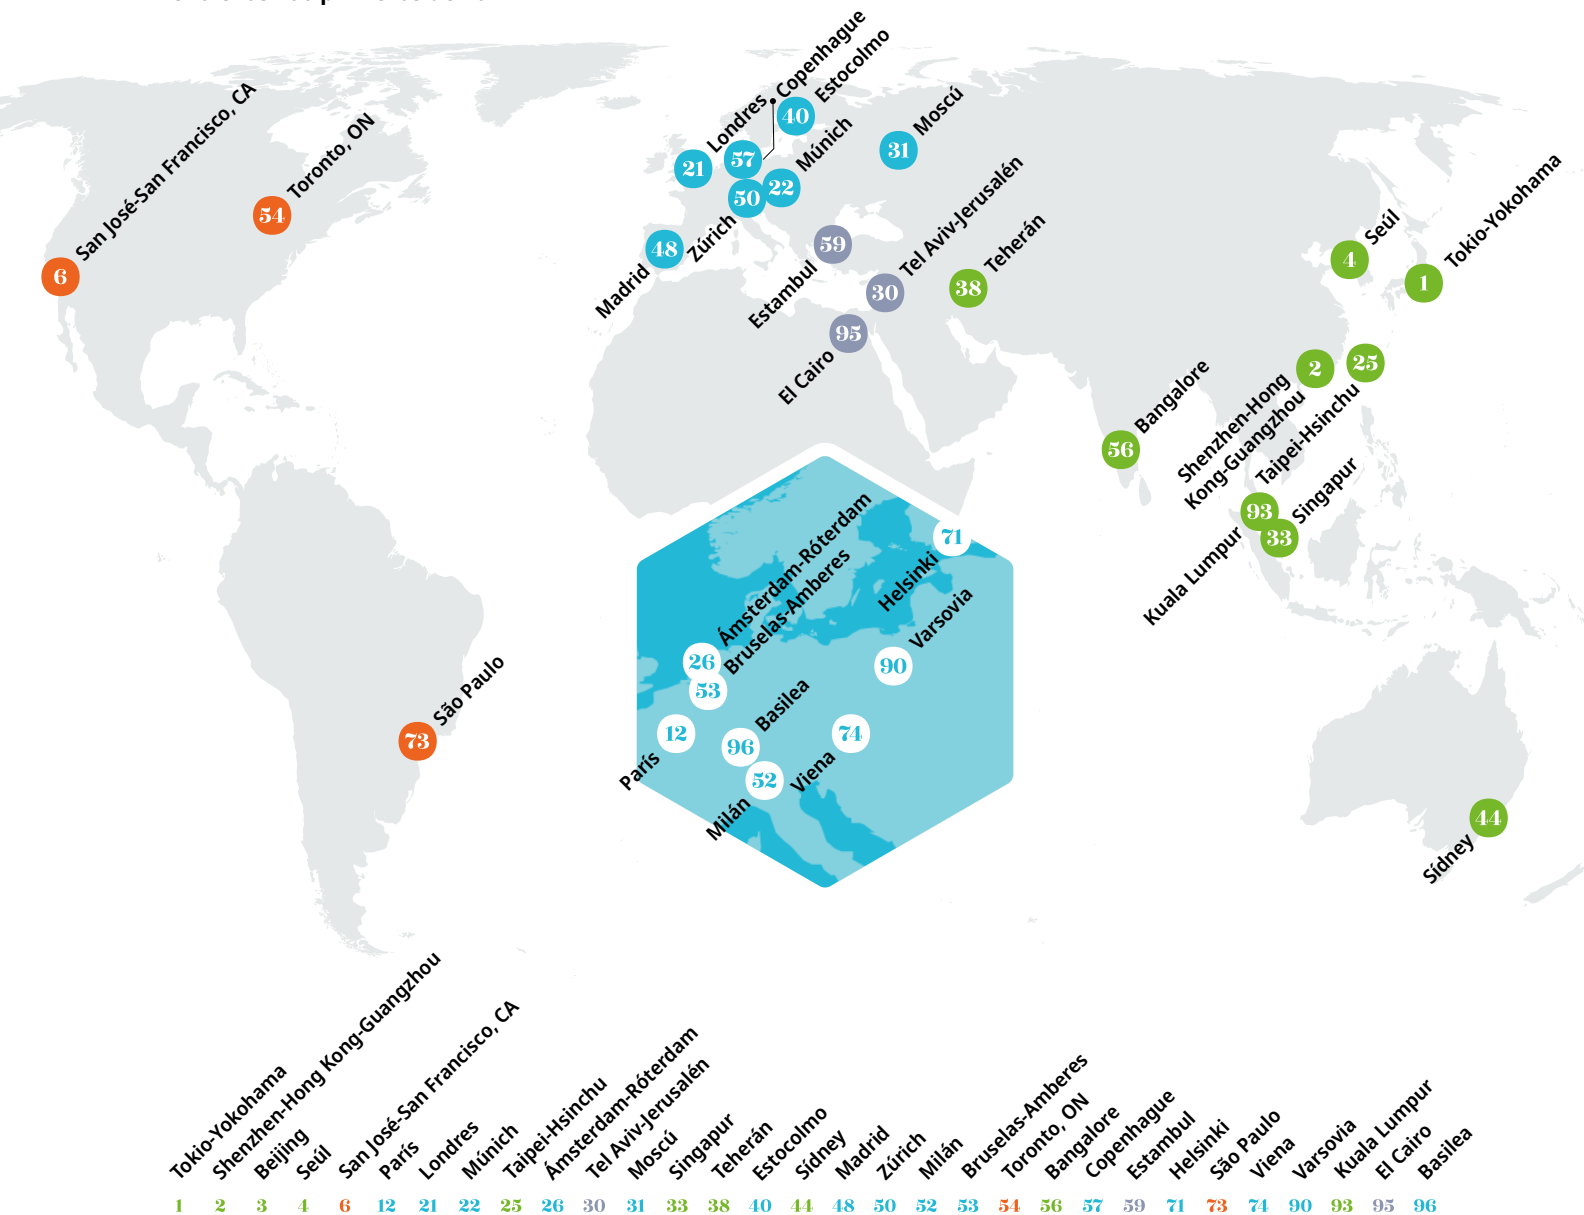 San José-San Francisco, CA
6
Toronto, ON
54
São Paulo
73
Londres
21
Copenhague
57
Estocolmo
40
Múnich
22
Zúrich
50
Madrid
48
Moscú
31
Estambul
59
Tel Aviv-Jerusalén
30
El Cairo
95
Teherán
38
Seúl
4
Tokio-Yokohama
1
Shenzhen-Hong
Kong-Guangzhou
2
Taipei-Hsinchu
25
Bangalore
56
Kuala Lumpur
93
Singapur
33
Sídney
44
Ámsterdam-Róterdam
26
Bruselas-Amberes
53
Helsinki
71
Varsovia
90
París
12
Basilea
96
Viena
74
Milán
52
Tokio-Yokohama
Shenzhen-Hong Kong-Guangzhou
Beijing
Seúl
San José-San Francisco, CA
París
Londres
Múnich
Taipei-Hsinchu
Ámsterdam-Róterdam
Tel Aviv-Jerusalén
Moscú
Singapur
Teherán
Estocolmo
Sídney
Madrid
Zúrich
Milán
Bruselas-Amberes
Toronto, ON
Bangalore
Copenhague
Estambul
Helsinki
São Paulo
Viena
Varsovia
Kuala Lumpur
El Cairo
Basilea
1 2 3 4 6 12 21 22 25 26 30 31 33 38 40 44 48 50 52 53 54 56 57 59 71 73 74 90 93 95 96